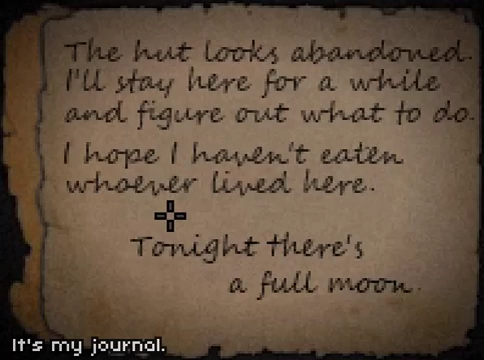 The hut looks abandoned.
I'll stay here for a while
and figure out what to do.
I hope I haven't eaten
whoever lived here.
Tonight there's
a full moon.
It's my journal.